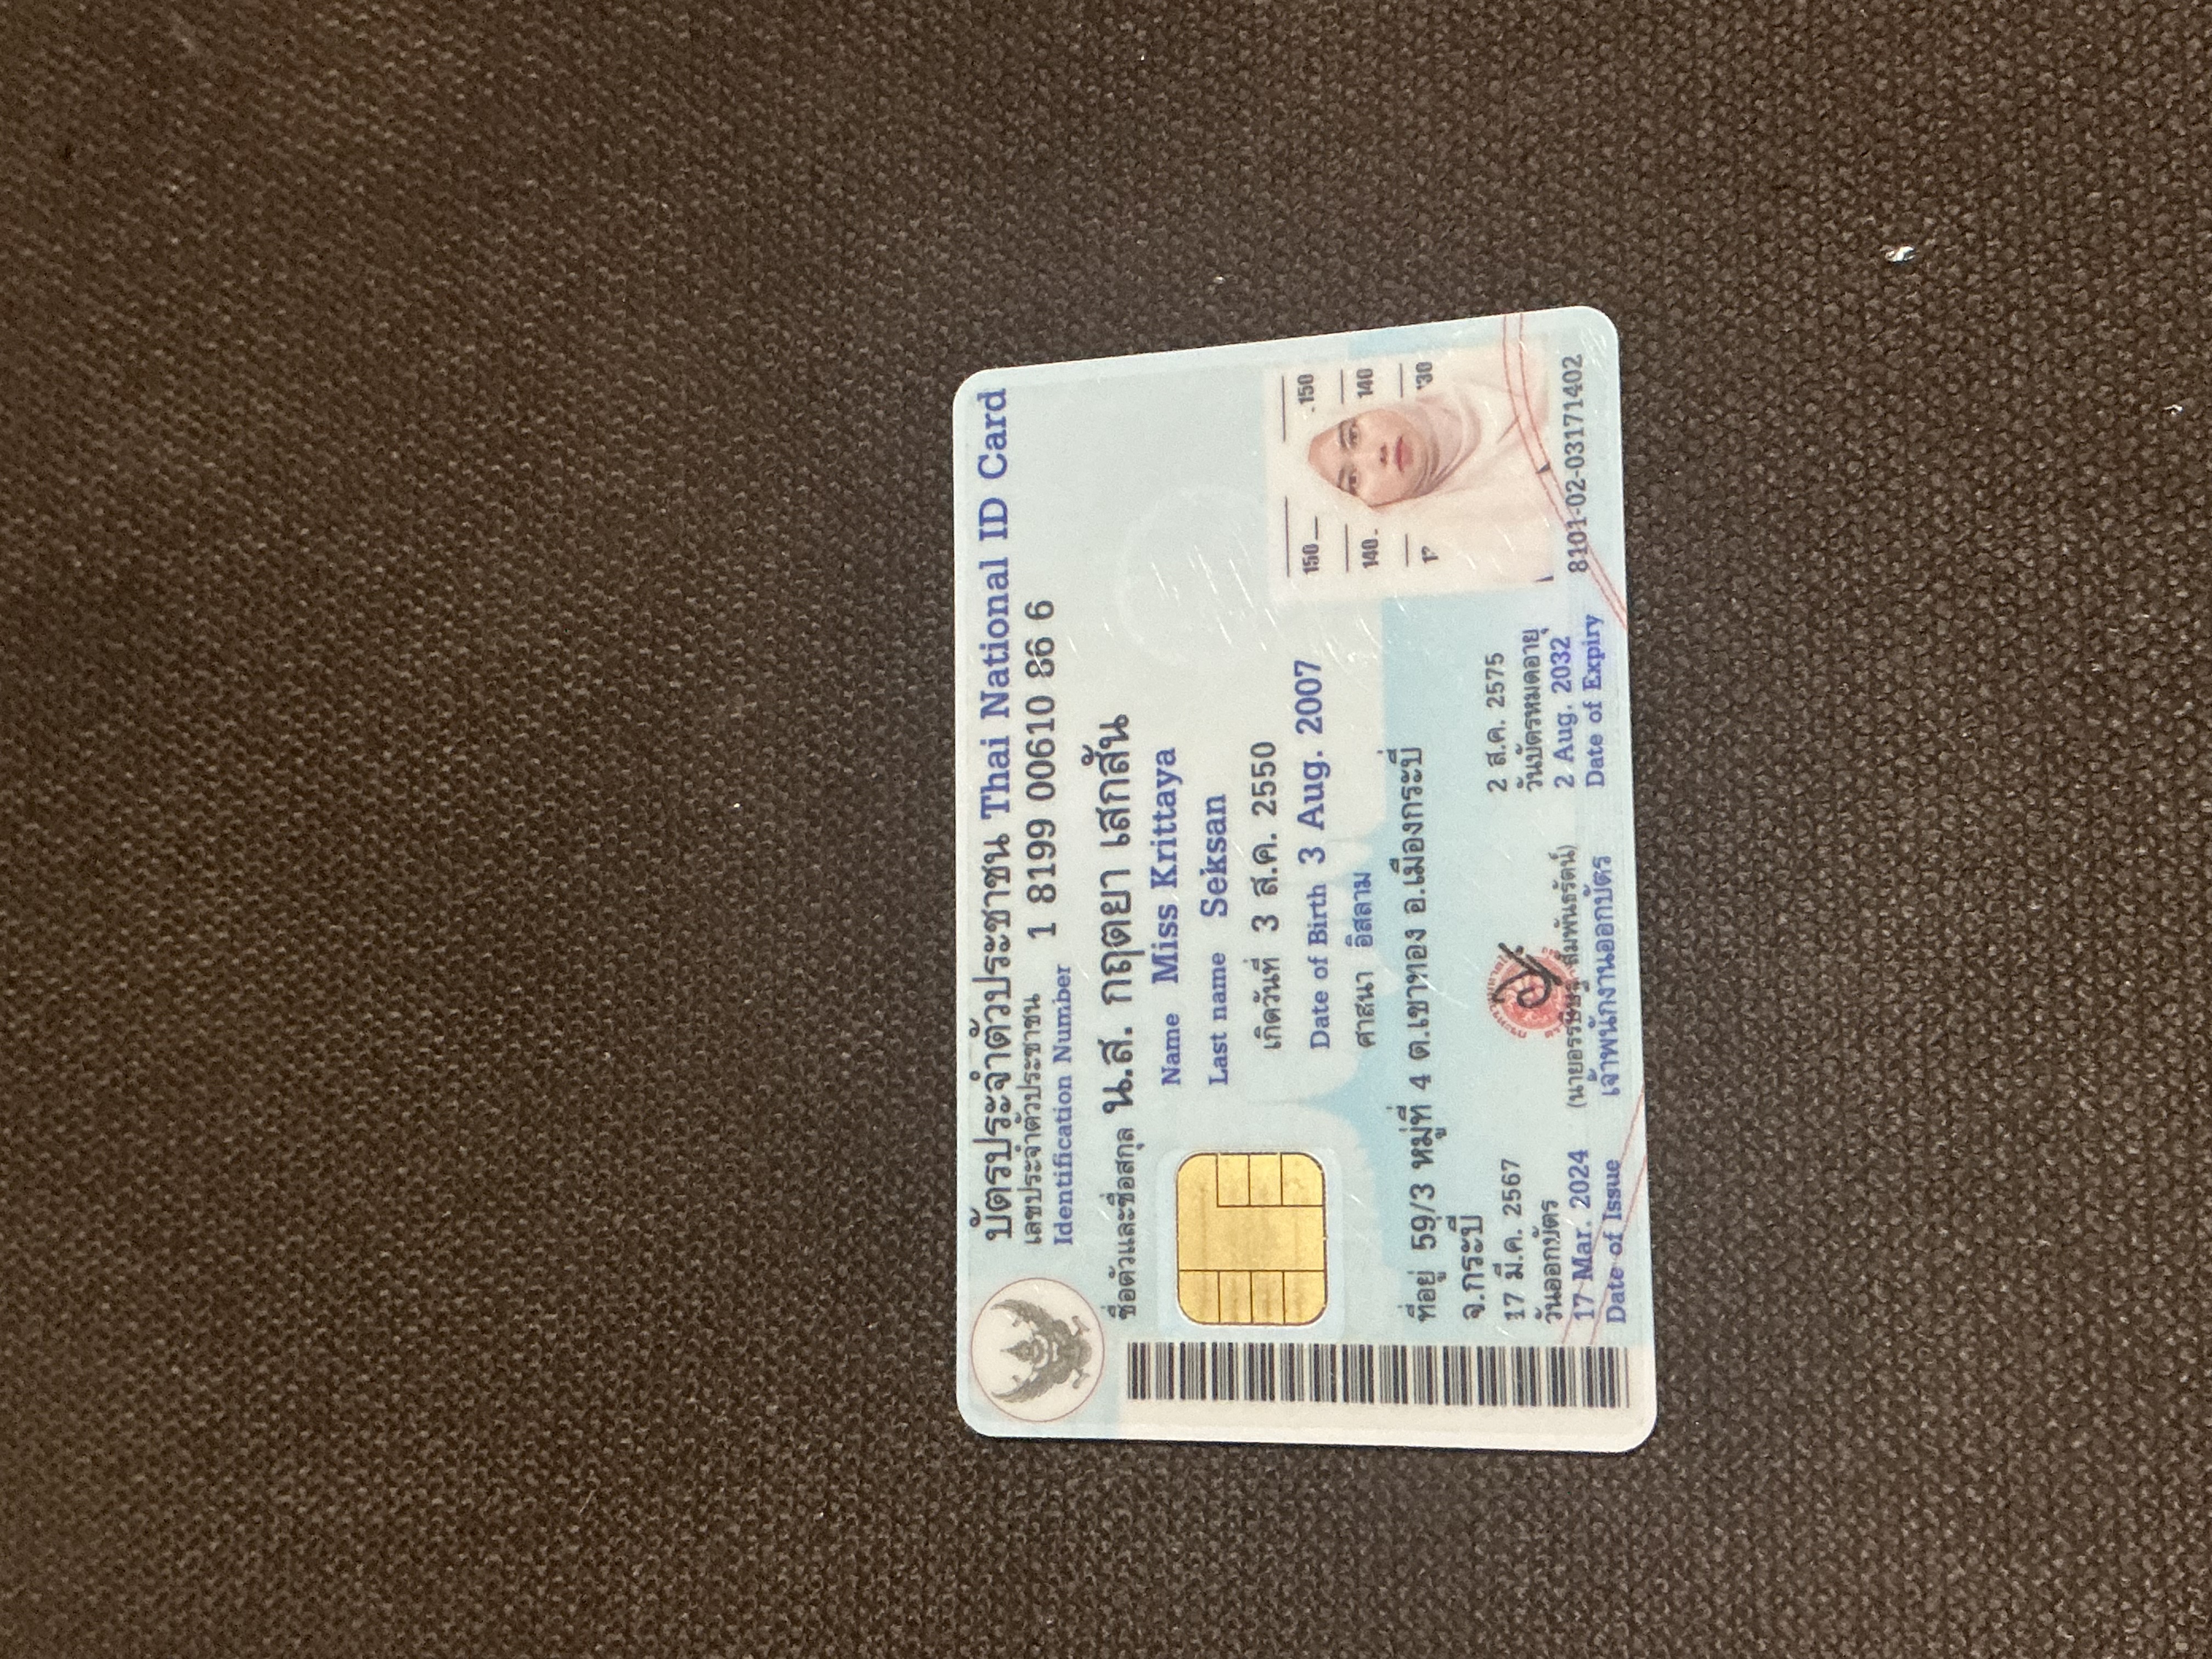 บัตรประจำตัวประชาชน Thai National ID Card
เลขประจำตัวประชาชน 1 8199 00610 86 6
Identification Number
ชื่อตัวและชื่อสกุล น.ส. กฤตยา เสกสัน
Name Miss Krittaya
Last name Seksan
เกิดวันที่ 3 ส.ค. 2550
Date of Birth 3 Aug. 2007
ศาสนา อิสลาม
ที่อยู่ 59/3 หมู่ที่ 4 ต.เขาทอง อ.เมืองกระบี่
จ.กระบี่
150 150
140 140
17 มี.ค. 2567
วันออกบัตร
17 Mar. 2024
Date of Issue
เจ้าพนักงานออกบัตร
2 ส.ค. 2575
วันบัตรหมดอายุ
2 Aug. 2032
Date of Expiry
8101-02-03171402